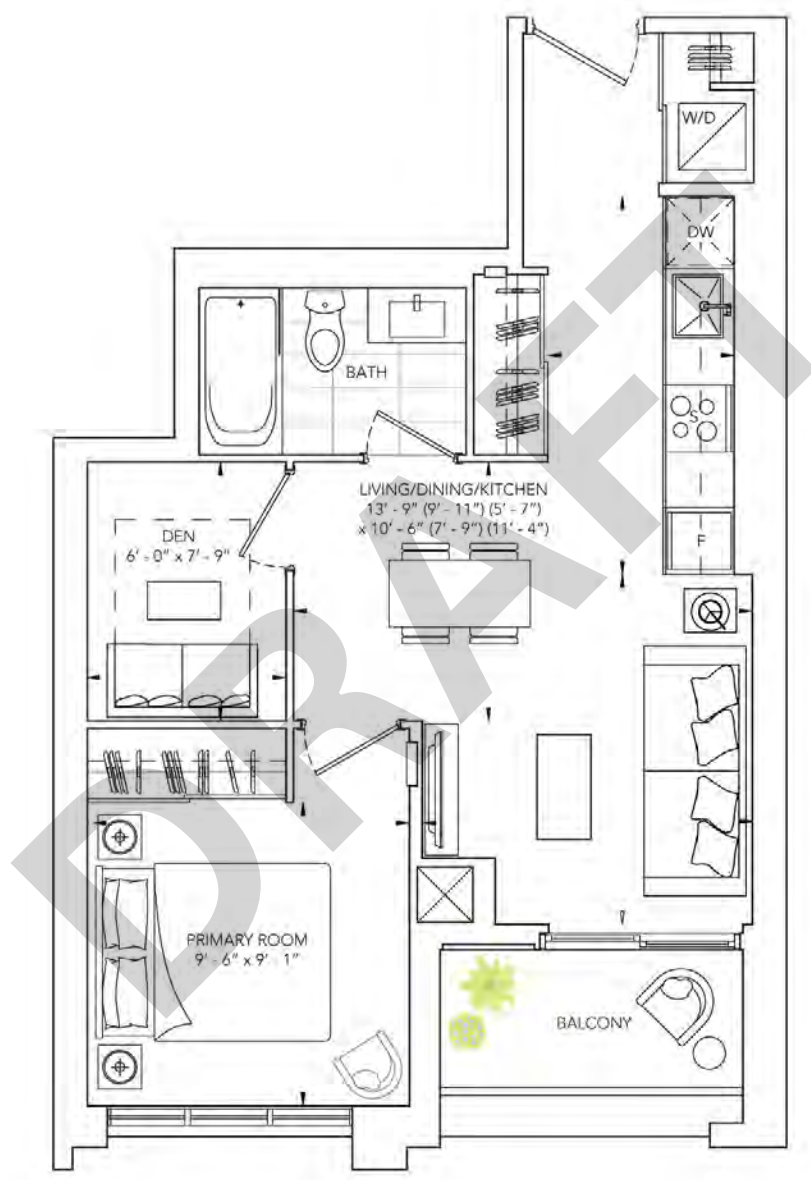 W/D
DW
BATH
S
LIVING/DINING/KITCHEN
13' - 9" (9' - 11") (5' - 7")
x 10' - 6" (7' - 9") (11' - 4")
DEN
6' - 0" x 7' - 9"
F
PRIMARY ROOM
9' - 6" x 9' - 1"
BALCONY
DRAFT